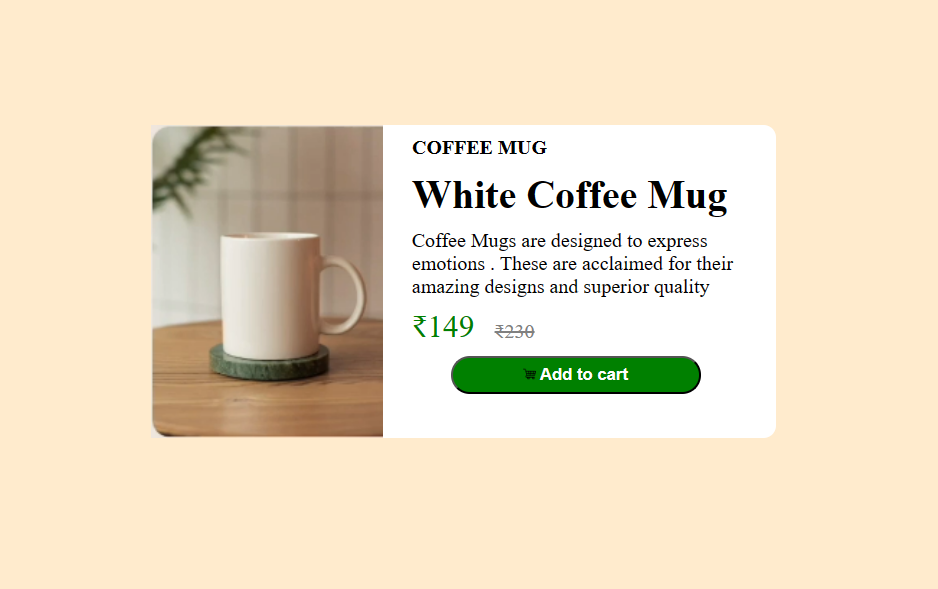 COFFEE MUG
White Coffee Mug
Coffee Mugs are designed to express
emotions . These are acclaimed for their
amazing designs and superior quality
₹149 ₹230
Add to cart